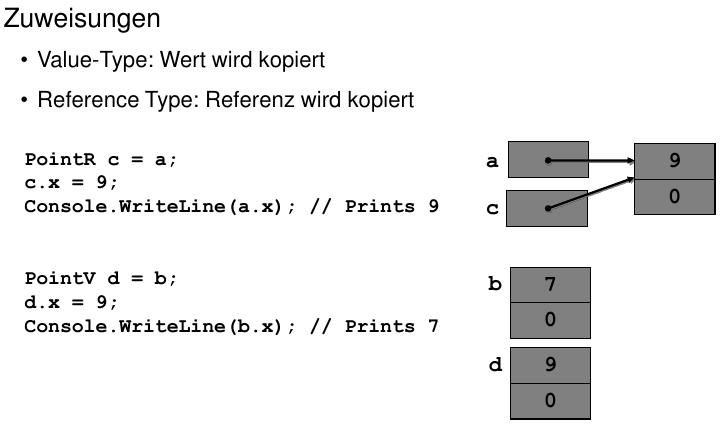 Zuweisungen
• Value-Type: Wert wird kopiert
• Reference Type: Referenz wird kopiert
PointR c = a;
c.x = 9;
Console.WriteLine(a.x); // Prints 9
a
9
c
0
PointV d = b;
d.x = 9;
Console.WriteLine(b.x); // Prints 7
b
7
0
d
9
0